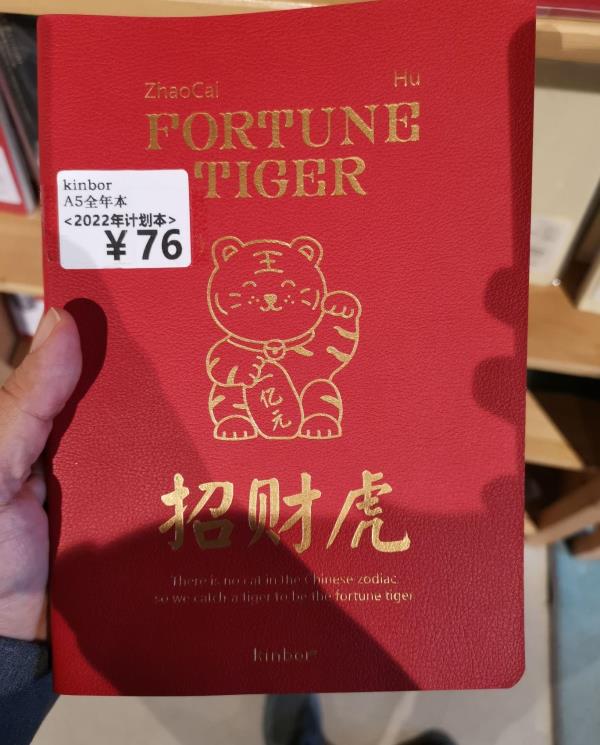 ZhaoCai Hu
FORTUNE
TIGER
kinbor
A5全年本
<2022年计划本>
￥76
王
亿元
招财虎
There is no cat in the Chinese zodiac,
so we catch a tiger to be the fortune tiger
kinbor®